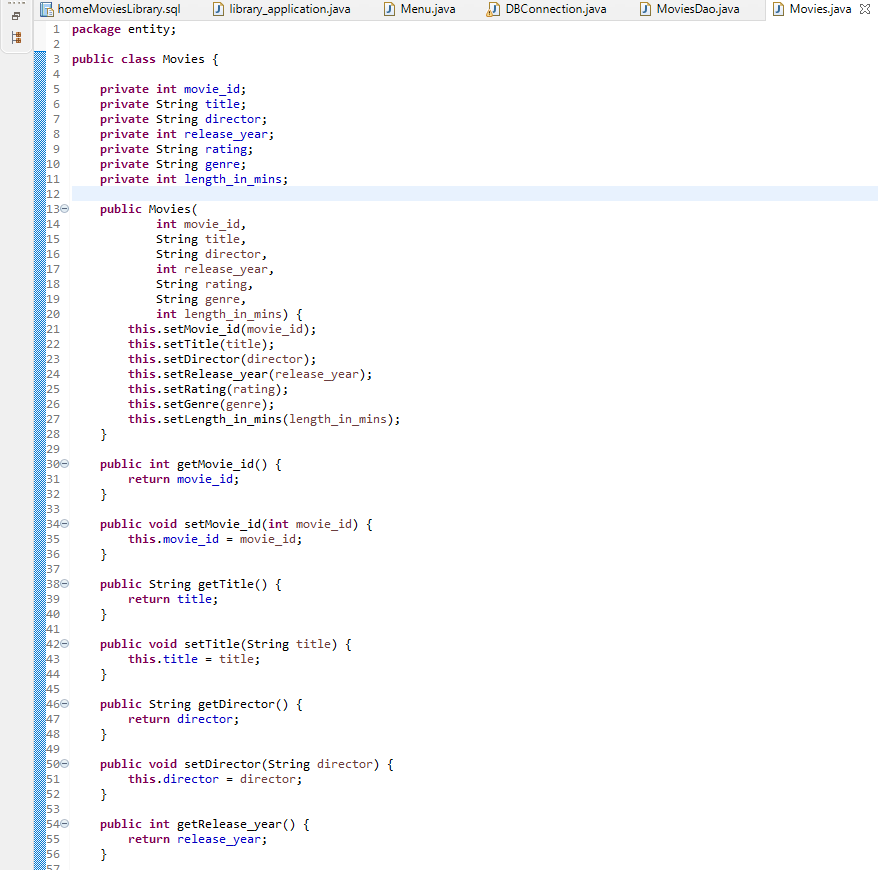 homeMoviesLibrary.sql library_application.java Menu.java DBConnection.java MoviesDao.java Movies.java
1 package entity;
2
3 public class Movies {
4
5 private int movie_id;
6 private String title;
7 private String director;
8 private int release_year;
9 private String rating;
10 private String genre;
11 private int length_in_mins;
12
13 public Movies(
14 int movie_id,
15 String title,
16 String director,
17 int release_year,
18 String rating,
19 String genre,
20 int length_in_mins) {
21 this.setMovie_id(movie_id);
22 this.setTitle(title);
23 this.setDirector(director);
24 this.setRelease_year(release_year);
25 this.setRating(rating);
26 this.setGenre(genre);
27 this.setLength_in_mins(length_in_mins);
28 }
29
30 public int getMovie_id() {
31 return movie_id;
32 }
33
34 public void setMovie_id(int movie_id) {
35 this.movie_id = movie_id;
36 }
37
38 public String getTitle() {
39 return title;
40 }
41
42 public void setTitle(String title) {
43 this.title = title;
44 }
45
46 public String getDirector() {
47 return director;
48 }
49
50 public void setDirector(String director) {
51 this.director = director;
52 }
53
54 public int getRelease_year() {
55 return release_year;
56 }
57